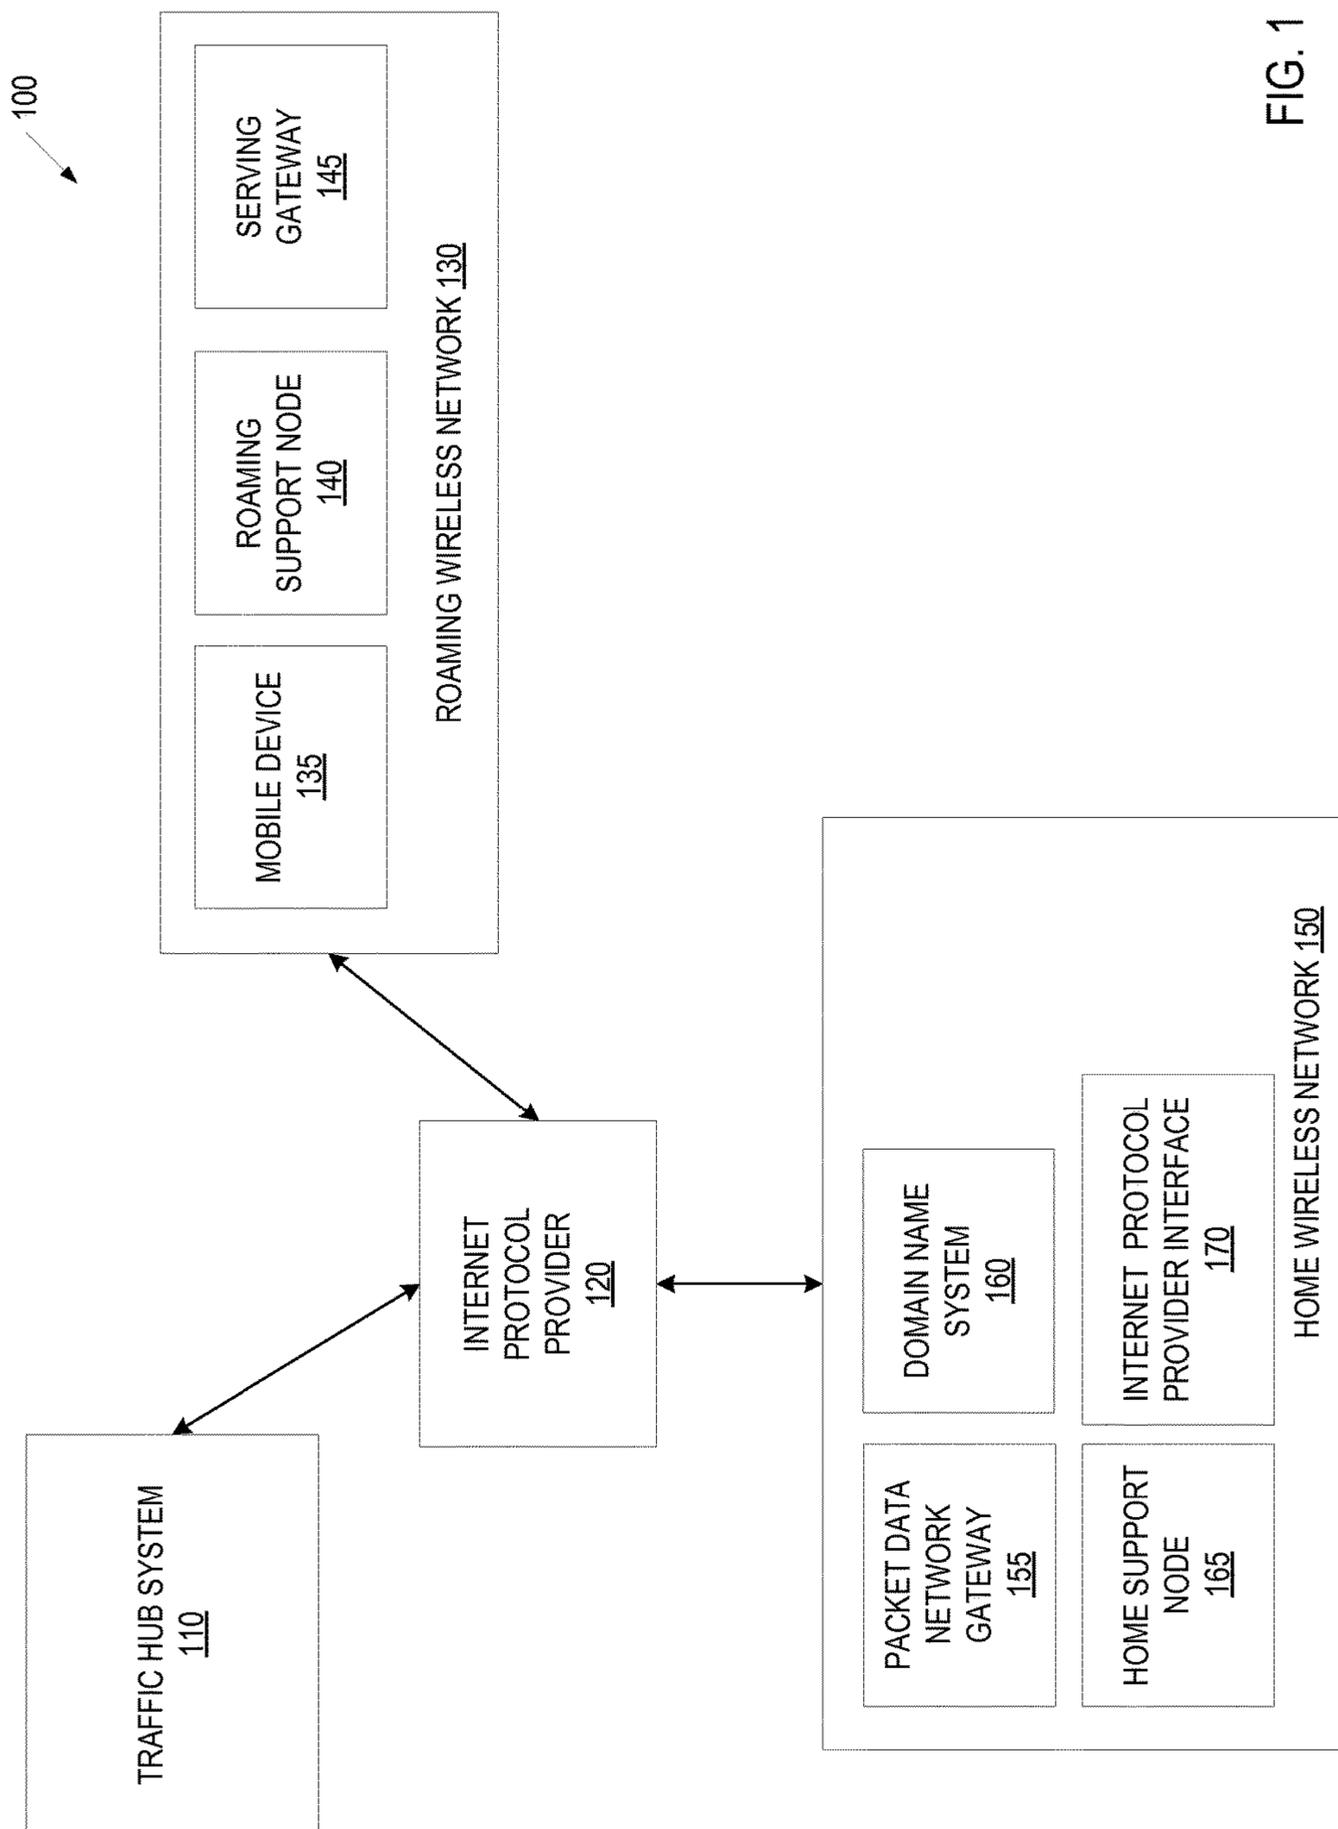 100
TRAFFIC HUB SYSTEM
110
INTERNET
PROTOCOL
PROVIDER
120
MOBILE DEVICE
135
ROAMING
SUPPORT NODE
140
SERVING
GATEWAY
145
ROAMING WIRELESS NETWORK 130
PACKET DATA
NETWORK
GATEWAY
155
DOMAIN NAME
SYSTEM
160
HOME SUPPORT
NODE
165
INTERNET PROTOCOL
PROVIDER INTERFACE
170
HOME WIRELESS NETWORK 150
FIG. 1